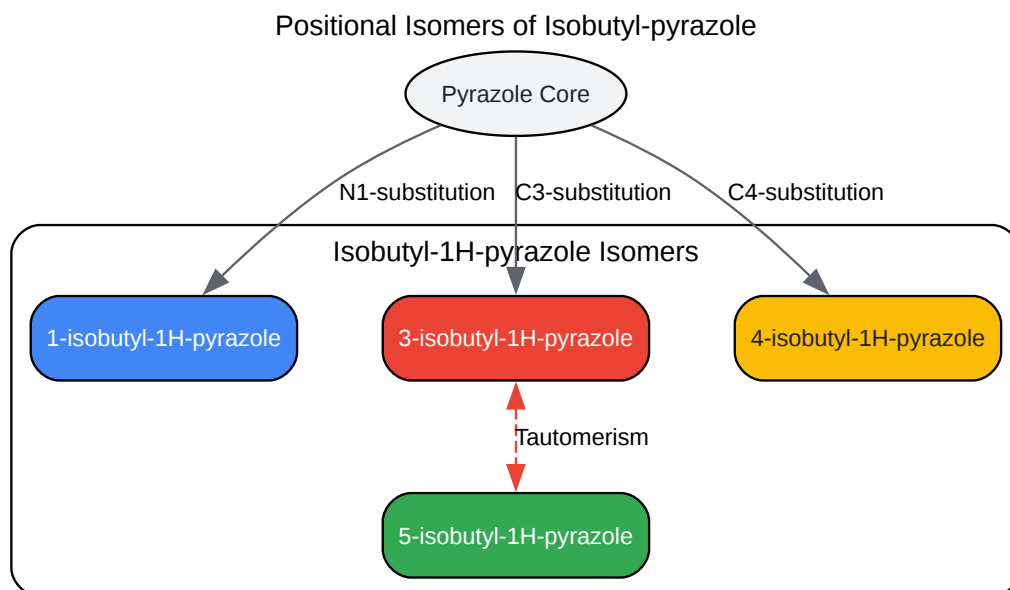 Positional Isomers of Isobutyl-pyrazole
Pyrazole Core
N1-substitution
C3-substitution
C4-substitution
Isobutyl-1H-pyrazole Isomers
1-isobutyl-1H-pyrazole
3-isobutyl-1H-pyrazole
4-isobutyl-1H-pyrazole
Tautomerism
5-isobutyl-1H-pyrazole